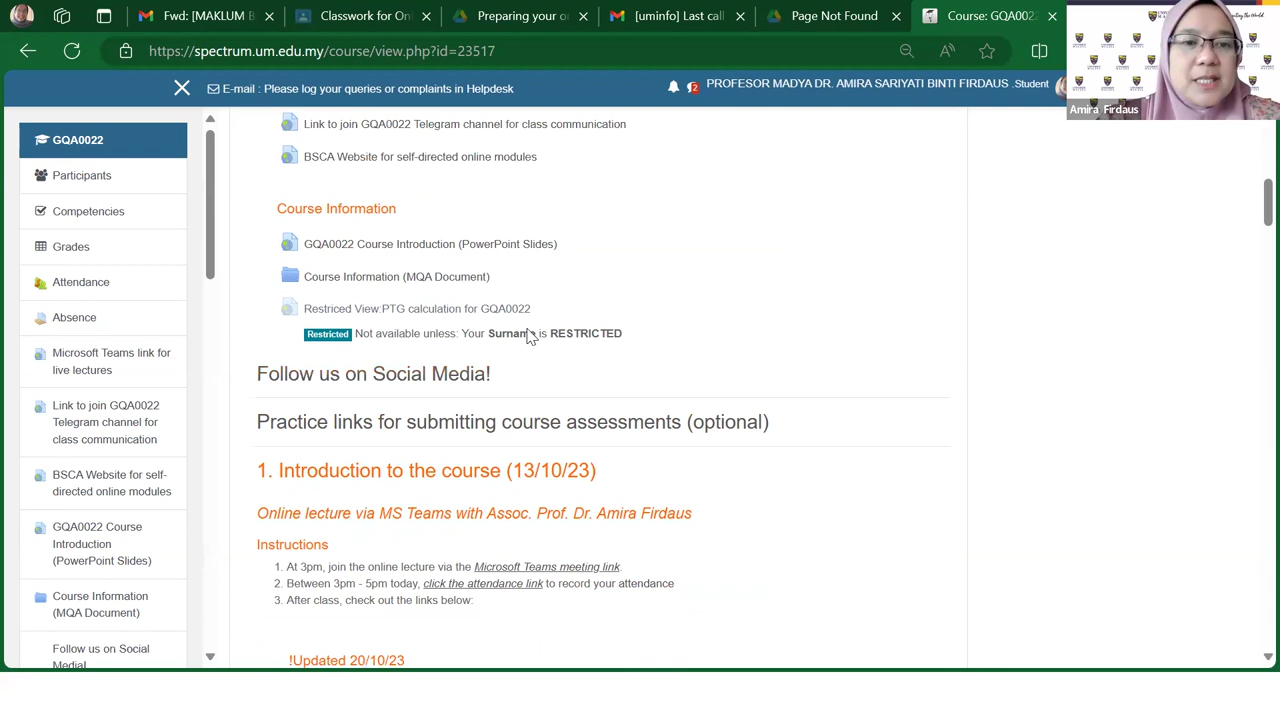 Fwd: [MAKLUM B
Classwork for Onl
Preparing your o
[uminfo] Last call
Page Not Found
Course: GQA0022
https://spectrum.um.edu.my/course/view.php?id=23517
E-mail : Please log your queries or complaints in Helpdesk
2
PROFESOR MADYA DR. AMIRA SARIYATI BINTI FIRDAUS .Student
Amira Firdaus
GQA0022
Participants
Competencies
Grades
Attendance
Absence
Microsoft Teams link for
live lectures
Link to join GQA0022
Telegram channel for
class communication
BSCA Website for self-
directed online modules
GQA0022 Course
Introduction
(PowerPoint Slides)
Course Information
(MQA Document)
Follow us on Social
Media!
Link to join GQA0022 Telegram channel for class communication
BSCA Website for self-directed online modules
Course Information
GQA0022 Course Introduction (PowerPoint Slides)
Course Information (MQA Document)
Restriced View:PTG calculation for GQA0022
Restricted Not available unless: Your Surname is RESTRICTED
Follow us on Social Media!
Practice links for submitting course assessments (optional)
1. Introduction to the course (13/10/23)
Online lecture via MS Teams with Assoc. Prof. Dr. Amira Firdaus
Instructions
1. At 3pm, join the online lecture via the Microsoft Teams meeting link.
2. Between 3pm - 5pm today, click the attendance link to record your attendance
3. After class, check out the links below:
!Updated 20/10/23